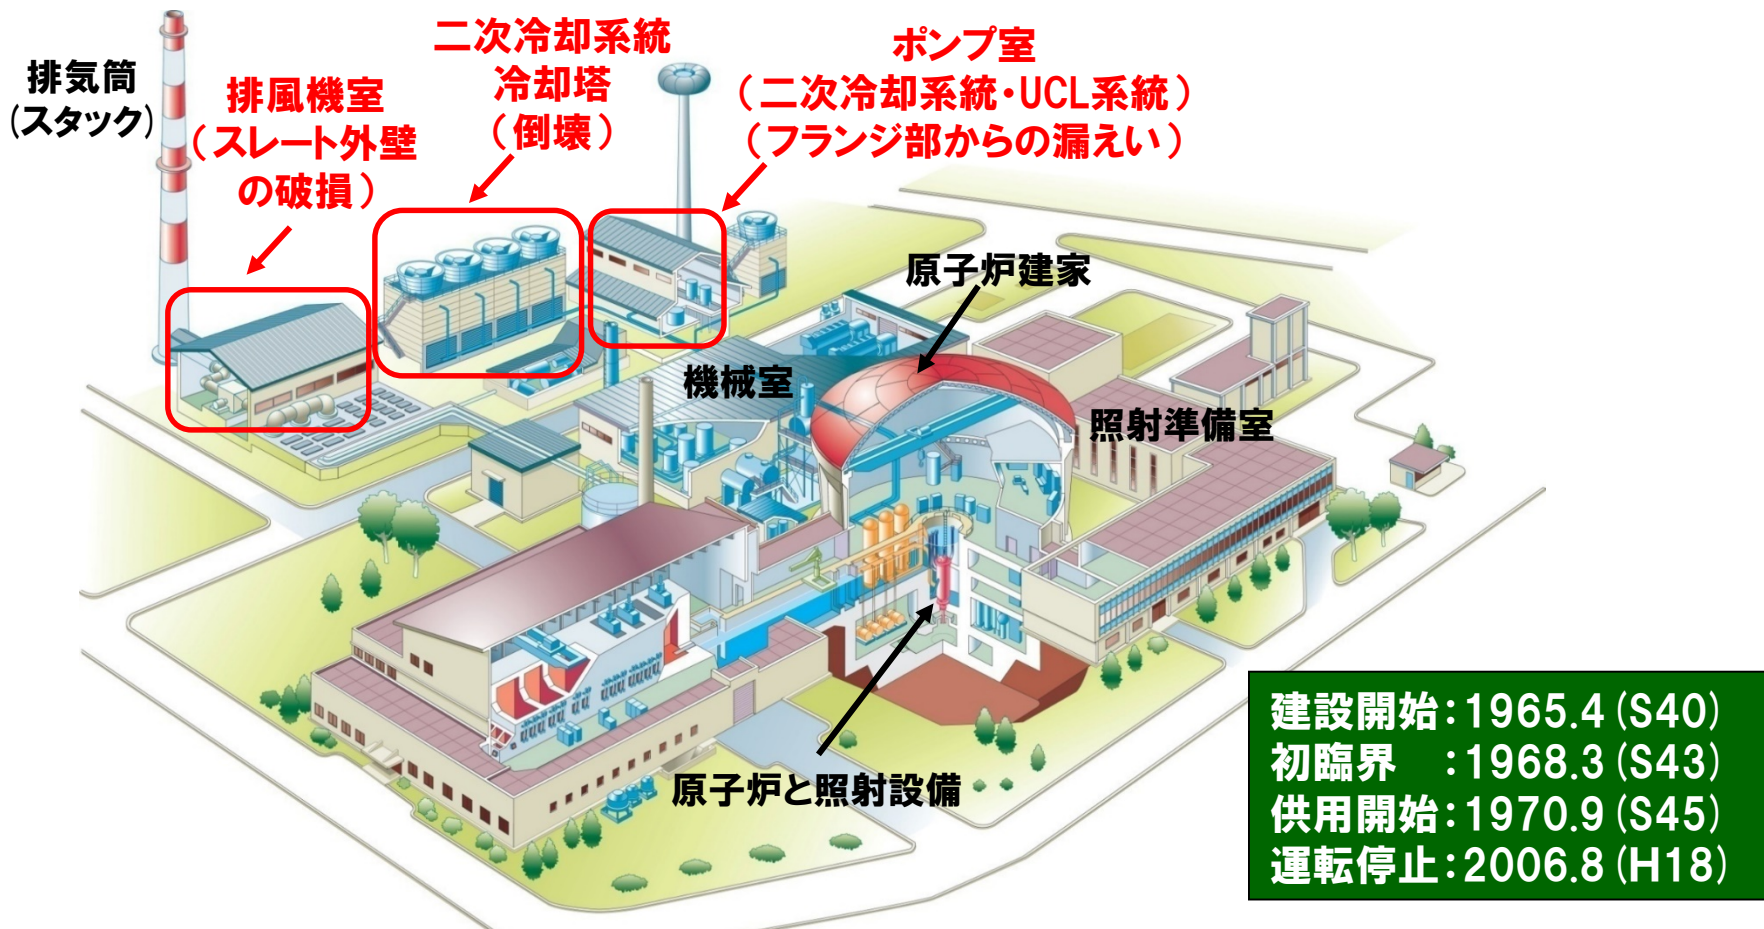 排気筒
(スタック)
排風機室
(スレート外壁
の破損)
二次冷却系統
冷却塔
(倒壊)
ポンプ室
(二次冷却系統・UCL系統)
(フランジ部からの漏えい)
原子炉建家
機械室
照射準備室
原子炉と照射設備
建設開始:1965.4 (S40)
初臨界　:1968.3 (S43)
供用開始:1970.9 (S45)
運転停止:2006.8 (H18)